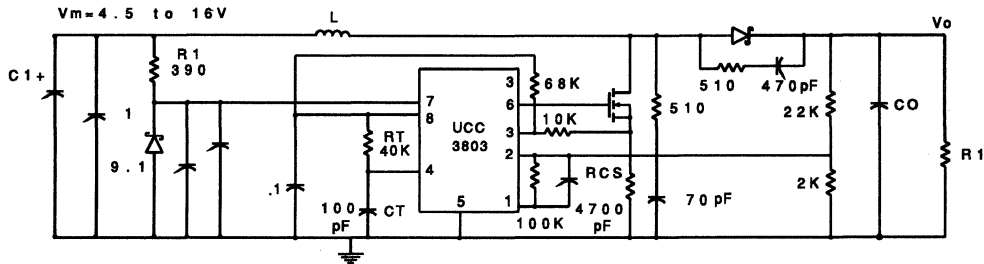 Vm=4.5 to 16V
L
Vo
R1
390
C1+
1
9.1
.1
RT
40K
100
pF
CT
UCC
3803
7
8
4
5
3
6
3
2
1
68K
10K
100K
RCS
4700
pF
510
70pF
510
470pF
22K
2K
CO
R1